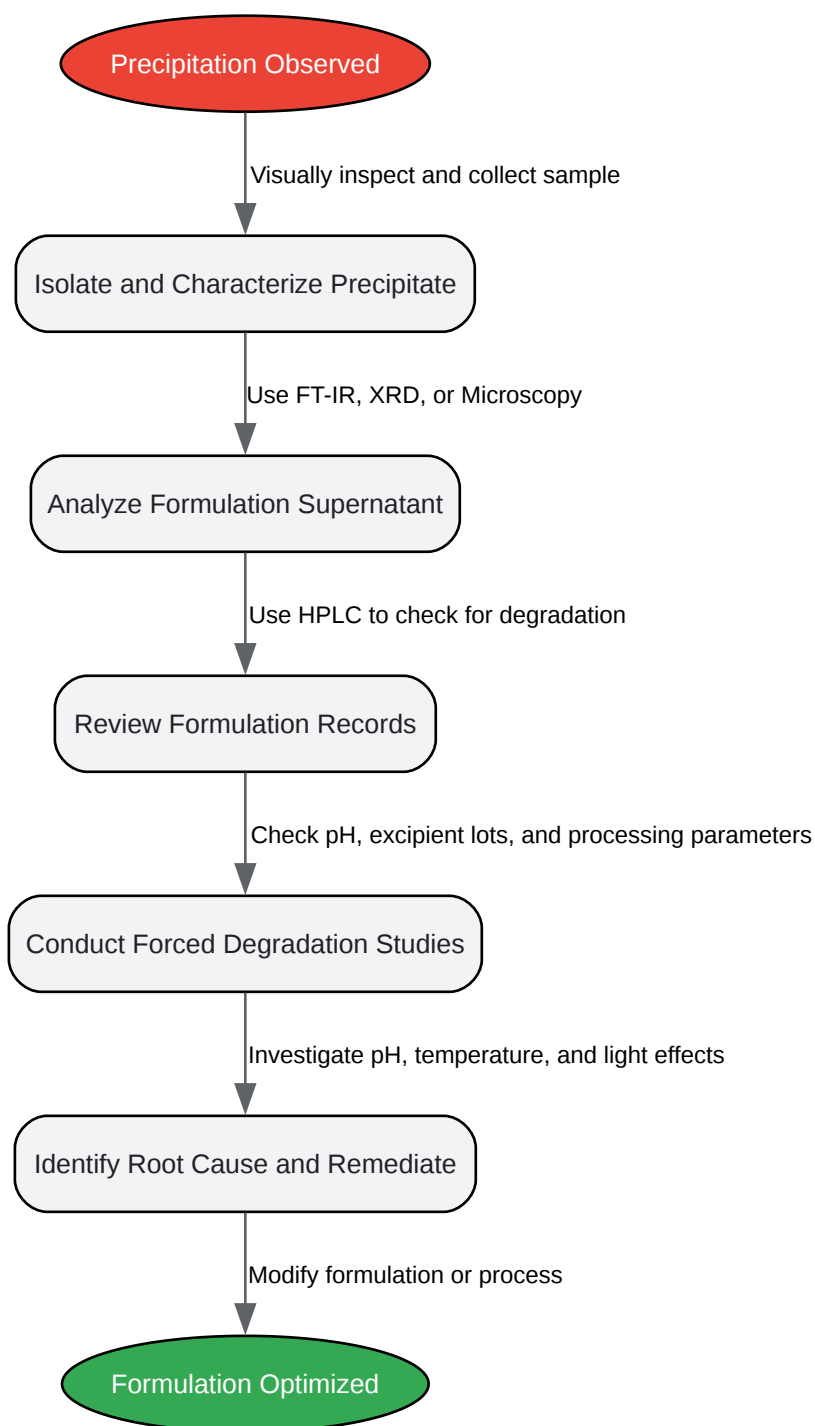 Precipitation Observed
Visually inspect and collect sample
Isolate and Characterize Precipitate
Use FT-IR, XRD, or Microscopy
Analyze Formulation Supernatant
Use HPLC to check for degradation
Review Formulation Records
Check pH, excipient lots, and processing parameters
Conduct Forced Degradation Studies
Investigate pH, temperature, and light effects
Identify Root Cause and Remediate
Modify formulation or process
Formulation Optimized